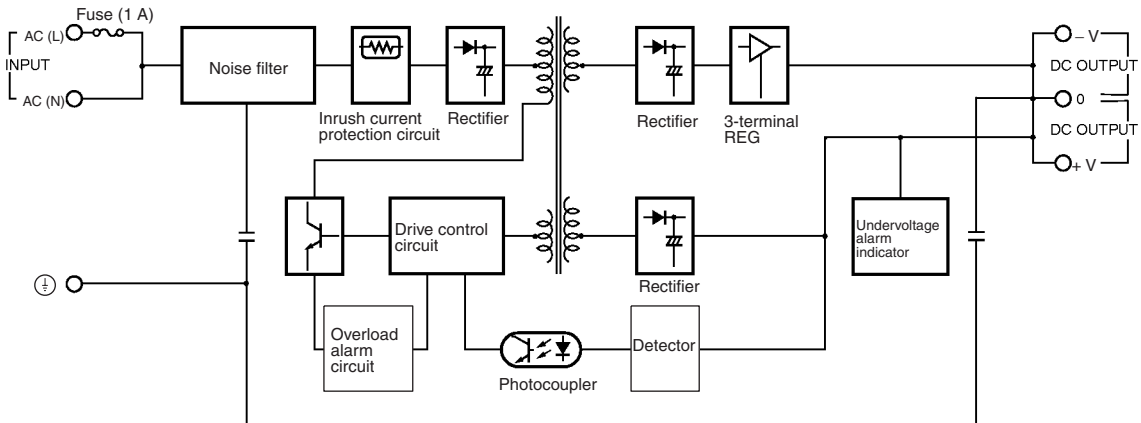 Fuse (1 A)
AC (L)
INPUT
AC (N)
Noise filter
Inrush current
protection circuit
Rectifier
Rectifier
3-terminal
REG
– V
DC OUTPUT
0
DC OUTPUT
+ V
Drive control
circuit
Rectifier
Undervoltage
alarm
indicator
Overload
alarm
circuit
Photocoupler
Detector